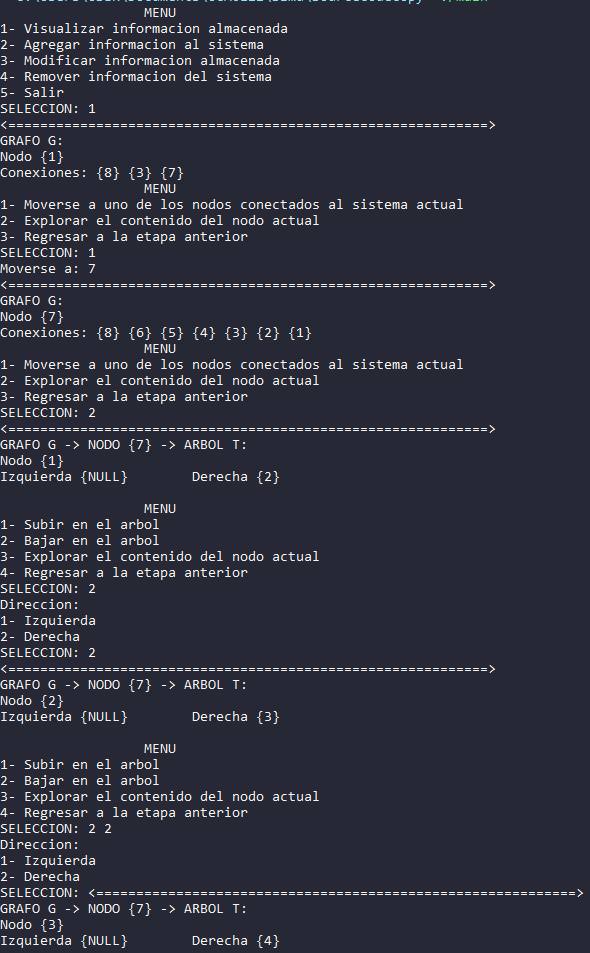 MENU
1- Visualizar informacion almacenada
2- Agregar informacion al sistema
3- Modificar informacion almacenada
4- Remover informacion del sistema
5- Salir
SELECCION: 1
<============================================================>
GRAFO G:
Nodo {1}
Conexiones: {8} {3} {7}
MENU
1- Moverse a uno de los nodos conectados al sistema actual
2- Explorar el contenido del nodo actual
3- Regresar a la etapa anterior
SELECCION: 1
Moverse a: 7
<============================================================>
GRAFO G:
Nodo {7}
Conexiones: {8} {6} {5} {4} {3} {2} {1}
MENU
1- Moverse a uno de los nodos conectados al sistema actual
2- Explorar el contenido del nodo actual
3- Regresar a la etapa anterior
SELECCION: 2
<============================================================>
GRAFO G -> NODO {7} -> ARBOL T:
Nodo {1}
Izquierda {NULL}        Derecha {2}
MENU
1- Subir en el arbol
2- Bajar en el arbol
3- Explorar el contenido del nodo actual
4- Regresar a la etapa anterior
SELECCION: 2
Direccion:
1- Izquierda
2- Derecha
SELECCION: 2
<============================================================>
GRAFO G -> NODO {7} -> ARBOL T:
Nodo {2}
Izquierda {NULL}        Derecha {3}
MENU
1- Subir en el arbol
2- Bajar en el arbol
3- Explorar el contenido del nodo actual
4- Regresar a la etapa anterior
SELECCION: 2 2
Direccion:
1- Izquierda
2- Derecha
SELECCION: <============================================================>
GRAFO G -> NODO {7} -> ARBOL T:
Nodo {3}
Izquierda {NULL}        Derecha {4}